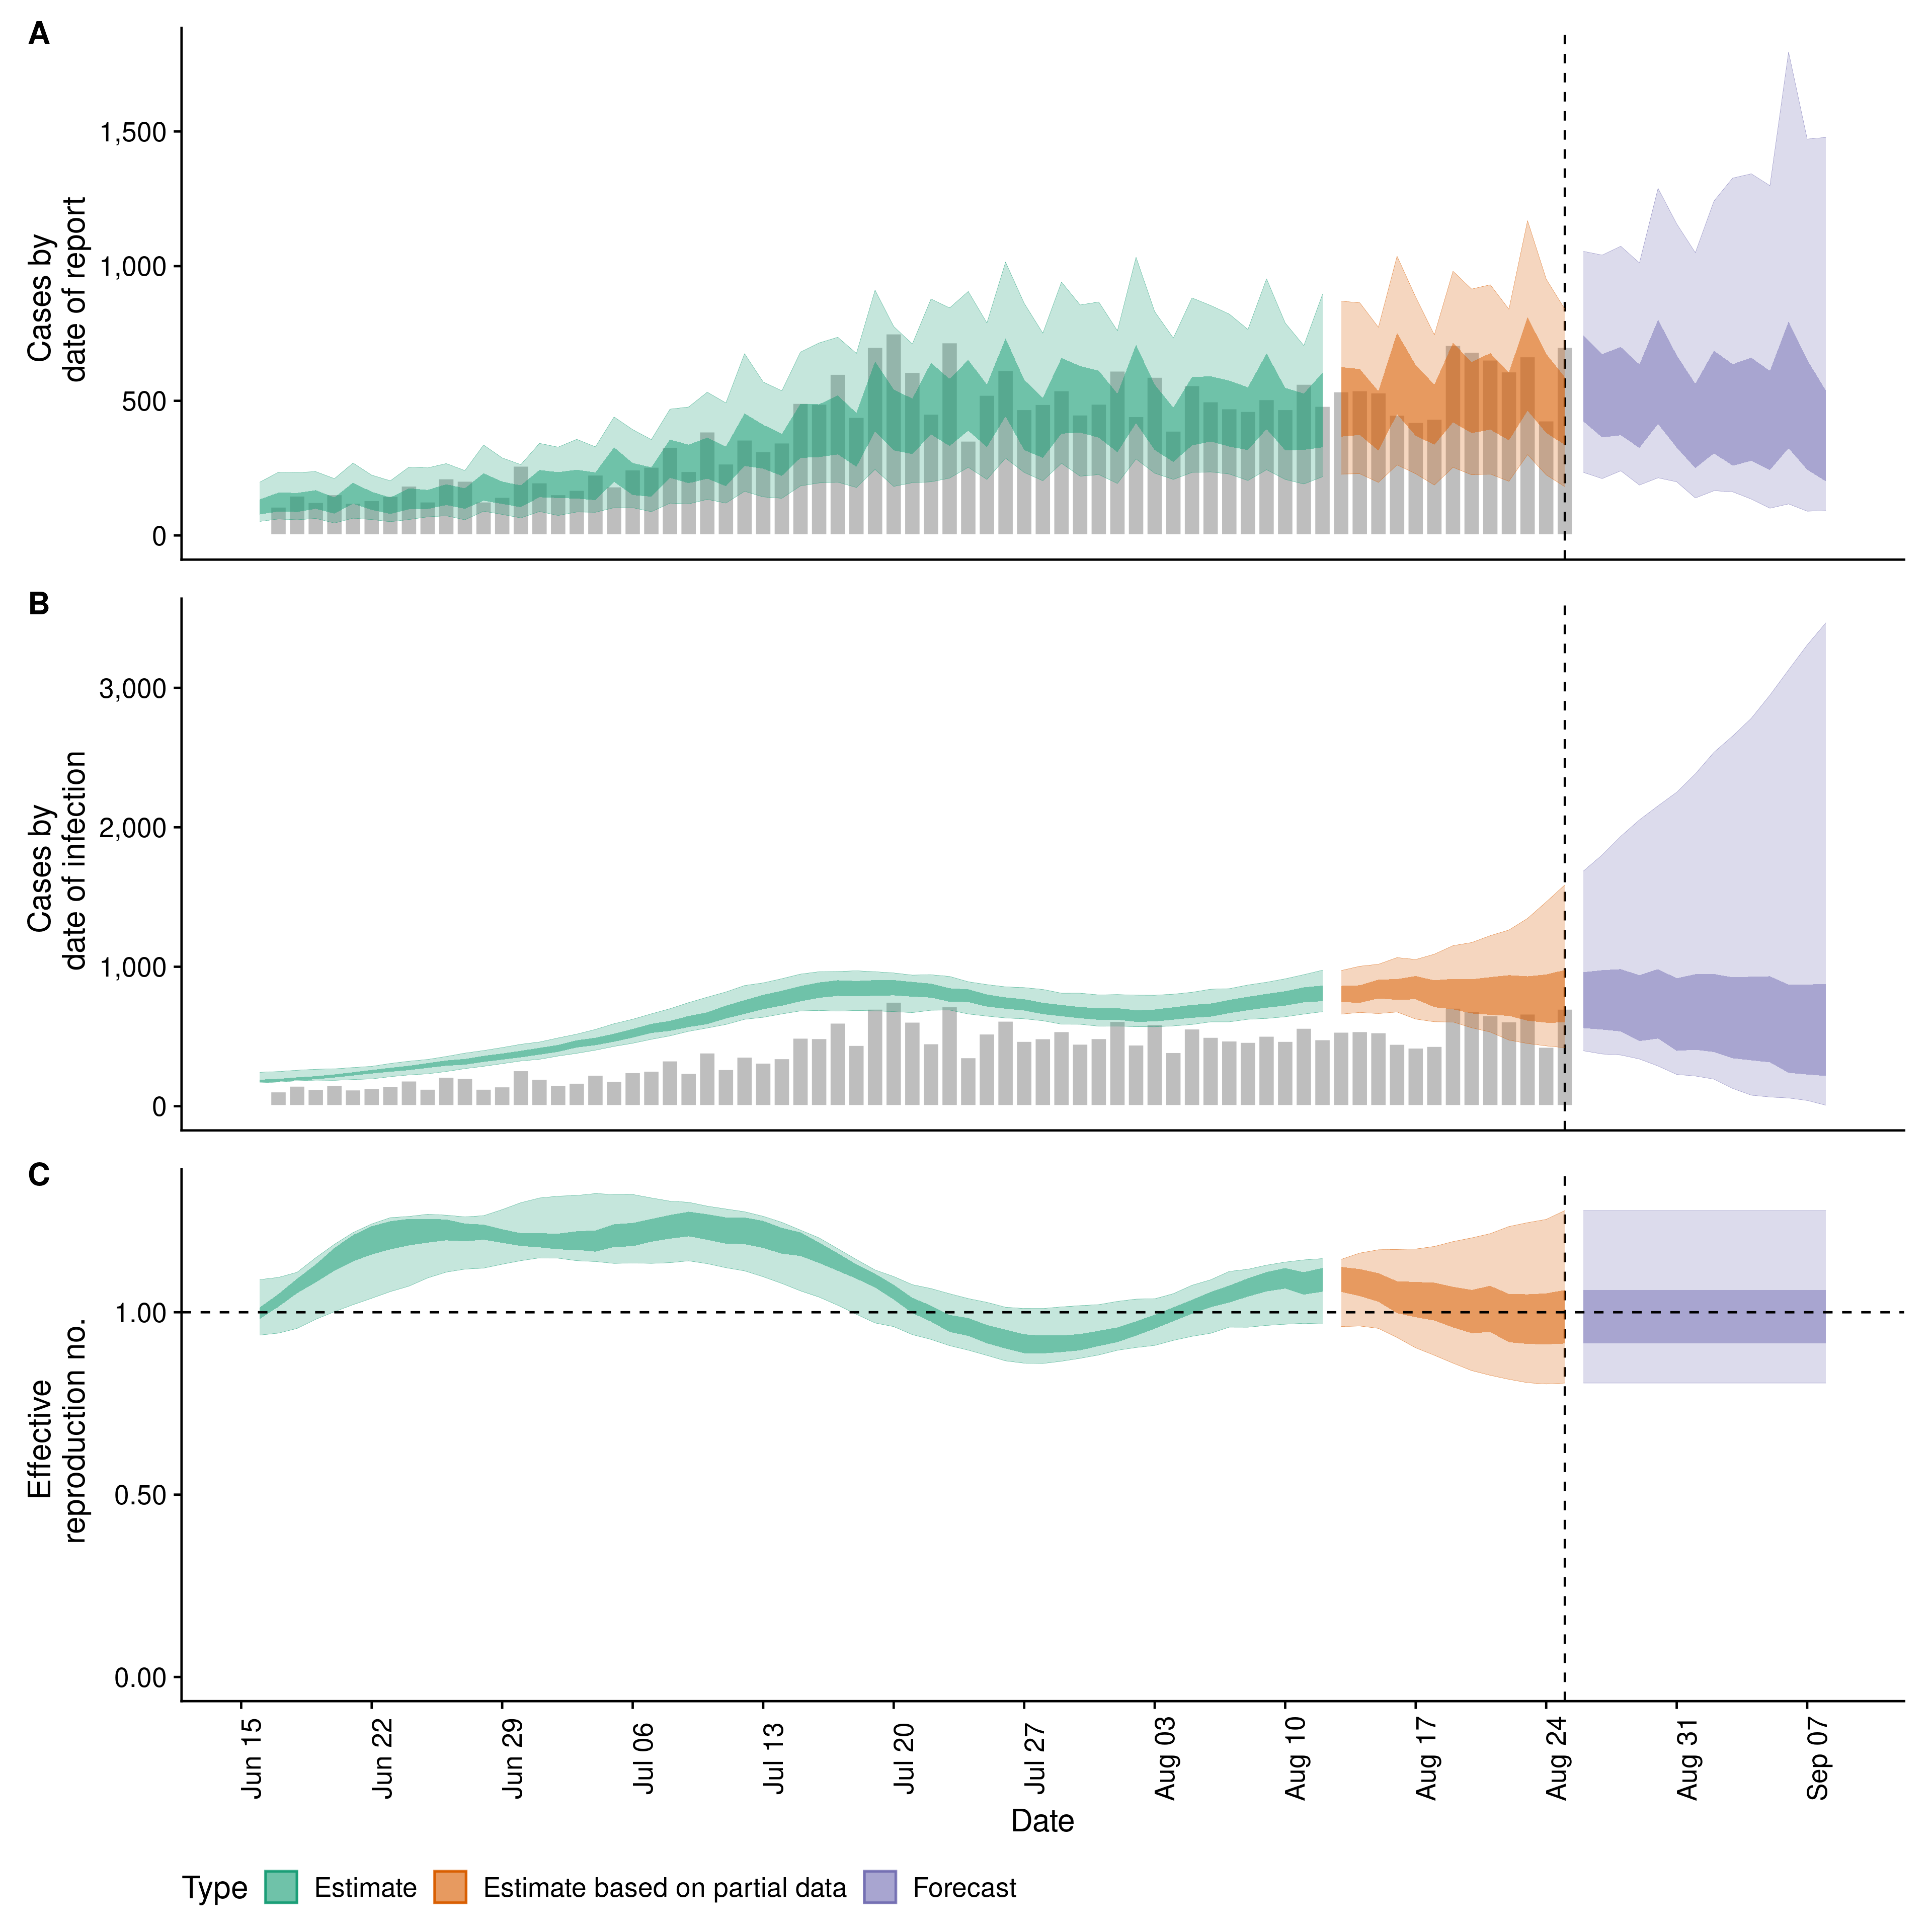 A
Cases by
date of report
1,500
1,000
500
0
B
Cases by
date of infection
3,000
2,000
1,000
0
C
Effective
reproduction no.
1.00
0.50
0.00
Jun 15
Jun 22
Jun 29
Jul 06
Jul 13
Jul 20
Jul 27
Aug 03
Aug 10
Aug 17
Aug 24
Aug 31
Sep 07
Date
Type
Estimate
Estimate based on partial data
Forecast